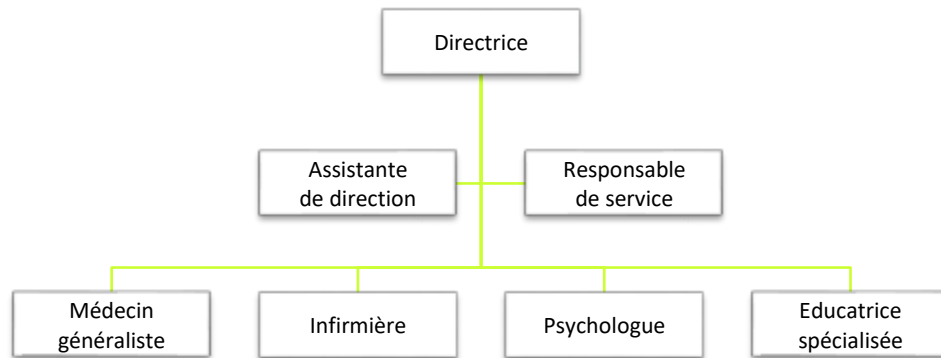 Directrice
Assistante
de direction
Responsable
de service
Médecin
généraliste
Infirmière
Psychologue
Educatrice
spécialisée